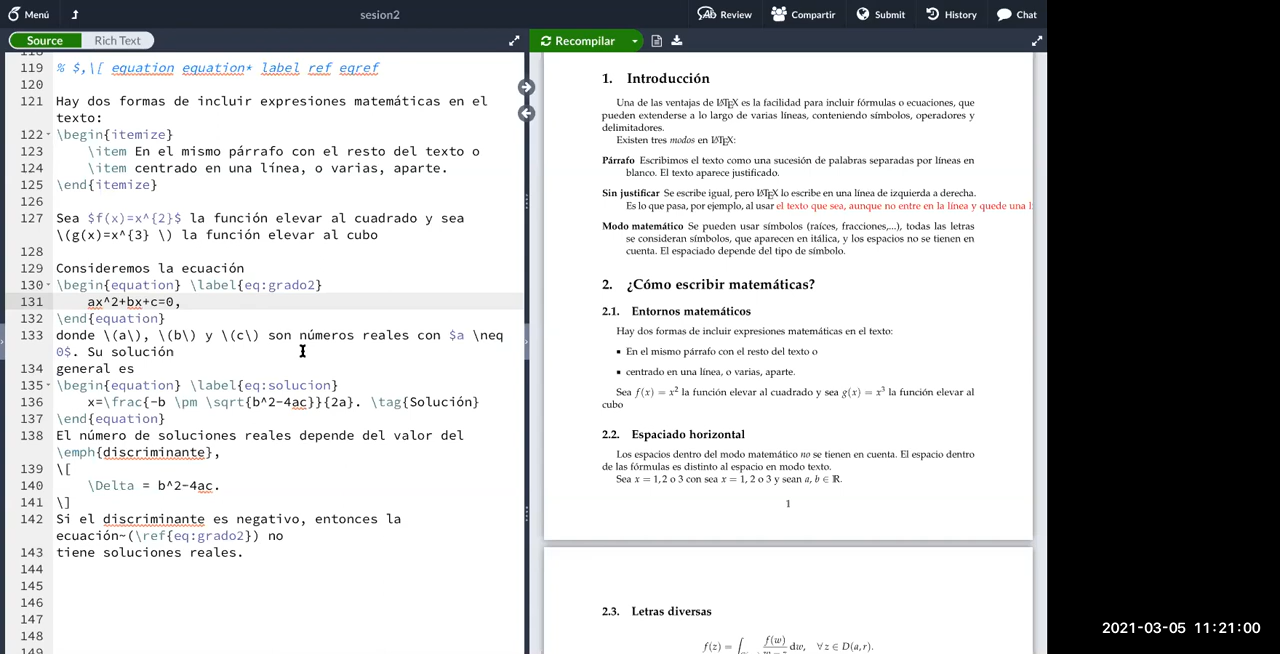 Menú
sesion2
Review
Compartir
Submit
History
Chat
Source
Rich Text
Recompilar
118
119 % $,\[ equation equation* label ref eqref
120
121 Hay dos formas de incluir expresiones matemáticas en el
texto:
122 \begin{itemize}
123 \item En el mismo párrafo con el resto del texto o
124 \item centrado en una línea, o varias, aparte.
125 \end{itemize}
126
127 Sea $f(x)=x^{2}$ la función elevar al cuadrado y sea
\(g(x)=x^{3} \) la función elevar al cubo
128
129 Consideremos la ecuación
130 \begin{equation} \label{eq:grado2}
131 ax^2+bx+c=0,
132 \end{equation}
133 donde \(a\), \(b\) y \(c\) son números reales con $a \neq
0$. Su solución
134 general es
135 \begin{equation} \label{eq:solucion}
136 x=\frac{-b \pm \sqrt{b^2-4ac}}{2a}. \tag{Solución}
137 \end{equation}
138 El número de soluciones reales depende del valor del
\emph{discriminante},
139 \[
140 \Delta = b^2-4ac.
141 \]
142 Si el discriminante es negativo, entonces la
ecuación~(\ref{eq:grado2}) no
143 tiene soluciones reales.
144
145
146
147
148
149
1. Introducción
Una de las ventajas de LATEX es la facilidad para incluir fórmulas o ecuaciones, que
pueden extenderse a lo largo de varias líneas, conteniendo símbolos, operadores y
delimitadores.
Existen tres modos en LATEX:
Párrafo Escribimos el texto como una sucesión de palabras separadas por líneas en
blanco. El texto aparece justificado.
Sin justificar Se escribe igual, pero LATEX lo escribe en una línea de izquierda a derecha.
Es lo que pasa, por ejemplo, al usar el texto que sea, aunque no entre en la línea y quede una
Modo matemático Se pueden usar símbolos (raíces, fracciones,...), todas las letras
se consideran símbolos, que aparecen en itálica, y los espacios no se tienen en
cuenta. El espaciado depende del tipo de símbolo.
2. ¿Cómo escribir matemáticas?
2.1. Entornos matemáticos
Hay dos formas de incluir expresiones matemáticas en el texto:
▪ En el mismo párrafo con el resto del texto o
▪ centrado en una línea, o varias, aparte.
Sea f(x) = x² la función elevar al cuadrado y sea g(x) = x³ la función elevar al
cubo
2.2. Espaciado horizontal
Los espacios dentro del modo matemático no se tienen en cuenta. El espacio dentro
de las fórmulas es distinto al espacio en modo texto.
Sea x = 1,2 o 3 con sea x = 1, 2 o 3 y sean a, b ∈ ℝ.
1
2.3. Letras diversas
f(z) = ∫ f(w) dw, ∀ z ∈ D(a,r).
2021-03-05 11:21:00